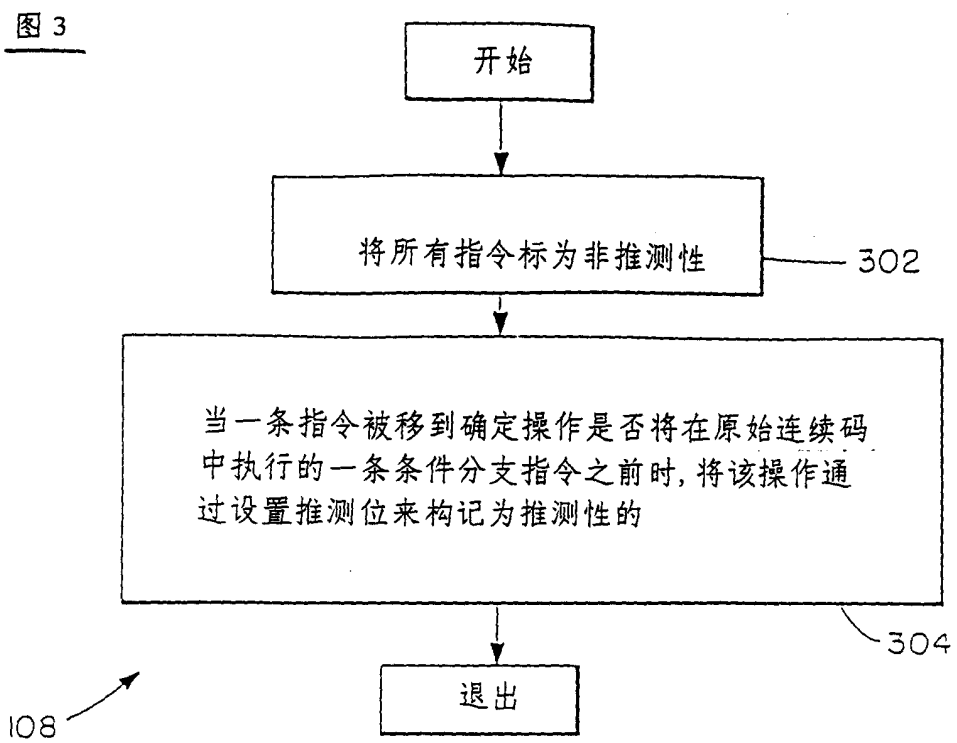 图 3
开始
将所有指令标为非推测性
302
当一条指令被移到确定操作是否将在原始连续码
中执行的一条条件分支指令之前时,将该操作通
过设置推测位来构记为推测性的
304
退出
108